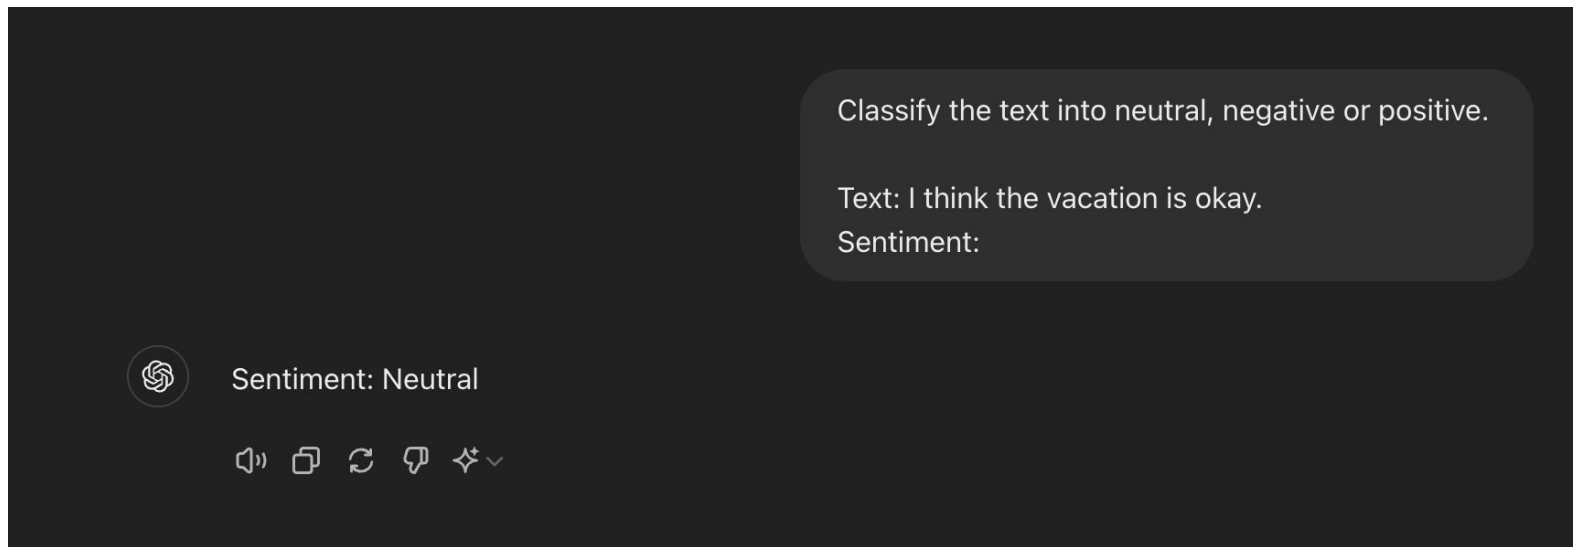 Classify the text into neutral, negative or positive.
Text: I think the vacation is okay.
Sentiment:
Sentiment: Neutral